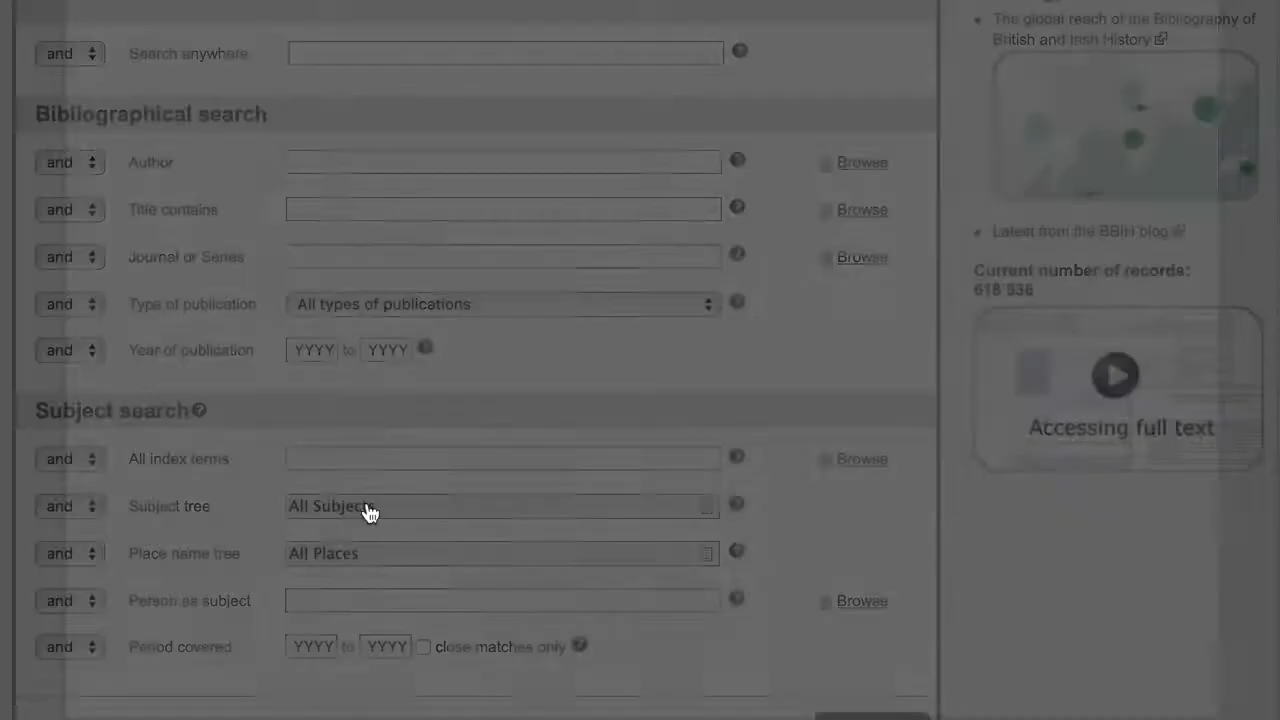 and Search anywhere
Bibliographical search
and Author Browse
and Title contains Browse
and Journal or Series Browse
and Type of publication All types of publications
and Year of publication YYYY to YYYY
Subject search
and All index terms Browse
and Subject tree All Subjects
and Place name tree All Places
and Person as subject Browse
and Period covered YYYY to YYYY close matches only
The global reach of the Bibliography of
British and Irish History
Latest from the BBIH blog
Current number of records:
618 536
Accessing full text